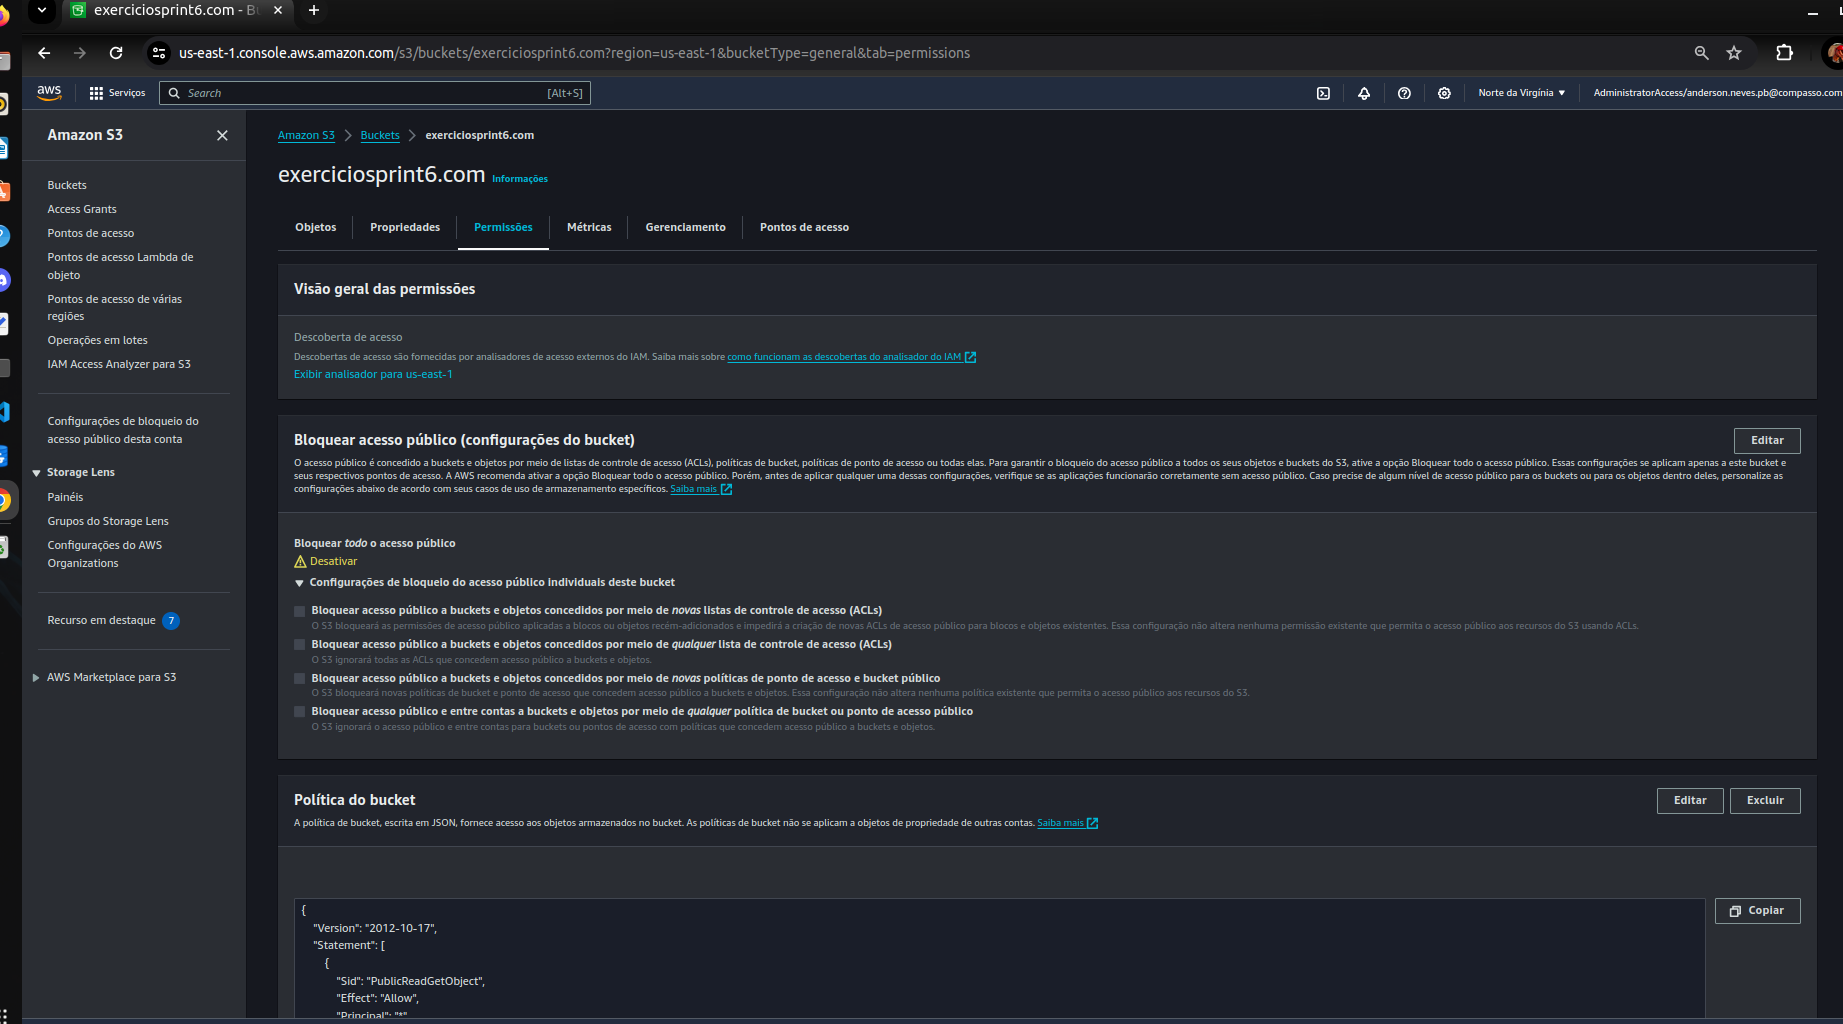 exerciciosprint6.com - Bu
us-east-1.console.aws.amazon.com/s3/buckets/exerciciosprint6.com?region=us-east-1&bucketType=general&tab=permissions
aws
Serviços
Search
[Alt+S]
Norte da Virgínia
AdministratorAccess/anderson.neves.pb@compasso.com
Amazon S3
Buckets
Access Grants
Pontos de acesso
Pontos de acesso Lambda de
objeto
Pontos de acesso de várias
regiões
Operações em lotes
IAM Access Analyzer para S3
Configurações de bloqueio do
acesso público desta conta
Storage Lens
Painéis
Grupos do Storage Lens
Configurações do AWS
Organizations
Recurso em destaque 7
AWS Marketplace para S3
Amazon S3 > Buckets > exerciciosprint6.com
exerciciosprint6.com Informações
Objetos
Propriedades
Permissões
Métricas
Gerenciamento
Pontos de acesso
Visão geral das permissões
Descoberta de acesso
Descobertas de acesso são fornecidas por analisadores de acesso externos do IAM. Saiba mais sobre como funcionam as descobertas do analisador do IAM
Exibir analisador para us-east-1
Bloquear acesso público (configurações do bucket)
Editar
O acesso público é concedido a buckets e objetos por meio de listas de controle de acesso (ACLs), políticas de bucket, políticas de ponto de acesso ou todas elas. Para garantir o bloqueio do acesso público a todos os seus objetos e buckets do S3, ative a opção Bloquear todo o acesso público. Essas configurações se aplicam apenas a este bucket e
seus respectivos pontos de acesso. A AWS recomenda ativar a opção Bloquear todo o acesso público. Porém, antes de aplicar qualquer uma dessas configurações, verifique se as aplicações funcionarão corretamente sem acesso público. Caso precise de algum nível de acesso público para os buckets ou para os objetos dentro deles, personalize as
configurações abaixo de acordo com seus casos de uso de armazenamento específicos. Saiba mais
Bloquear todo o acesso público
Desativar
Configurações de bloqueio do acesso público individuais deste bucket
Bloquear acesso público a buckets e objetos concedidos por meio de novas listas de controle de acesso (ACLs)
O S3 bloqueará as permissões de acesso público aplicadas a blocos ou objetos recém-adicionados e impedirá a criação de novas ACLs de acesso público para blocos e objetos existentes. Essa configuração não altera nenhuma permissão existente que permita o acesso público aos recursos do S3 usando ACLs.
Bloquear acesso público a buckets e objetos concedidos por meio de qualquer lista de controle de acesso (ACLs)
O S3 ignorará todas as ACLs que concedem acesso público a buckets e objetos.
Bloquear acesso público a buckets e objetos concedidos por meio de novas políticas de ponto de acesso e bucket público
O S3 bloqueará novas políticas de bucket e ponto de acesso que concedem acesso público a buckets e objetos. Essa configuração não altera nenhuma política existente que permita o acesso público aos recursos do S3.
Bloquear acesso público e entre contas a buckets e objetos por meio de qualquer política de bucket ou ponto de acesso público
O S3 ignorará o acesso público e entre contas para buckets ou pontos de acesso com políticas que concedem acesso público a buckets e objetos.
Política do bucket
Editar
Excluir
A política de bucket, escrita em JSON, fornece acesso aos objetos armazenados no bucket. As políticas de bucket não se aplicam a objetos de propriedade de outras contas. Saiba mais
Copiar
{
"Version": "2012-10-17",
"Statement": [
{
"Sid": "PublicReadGetObject",
"Effect": "Allow",
"Principal": "*"